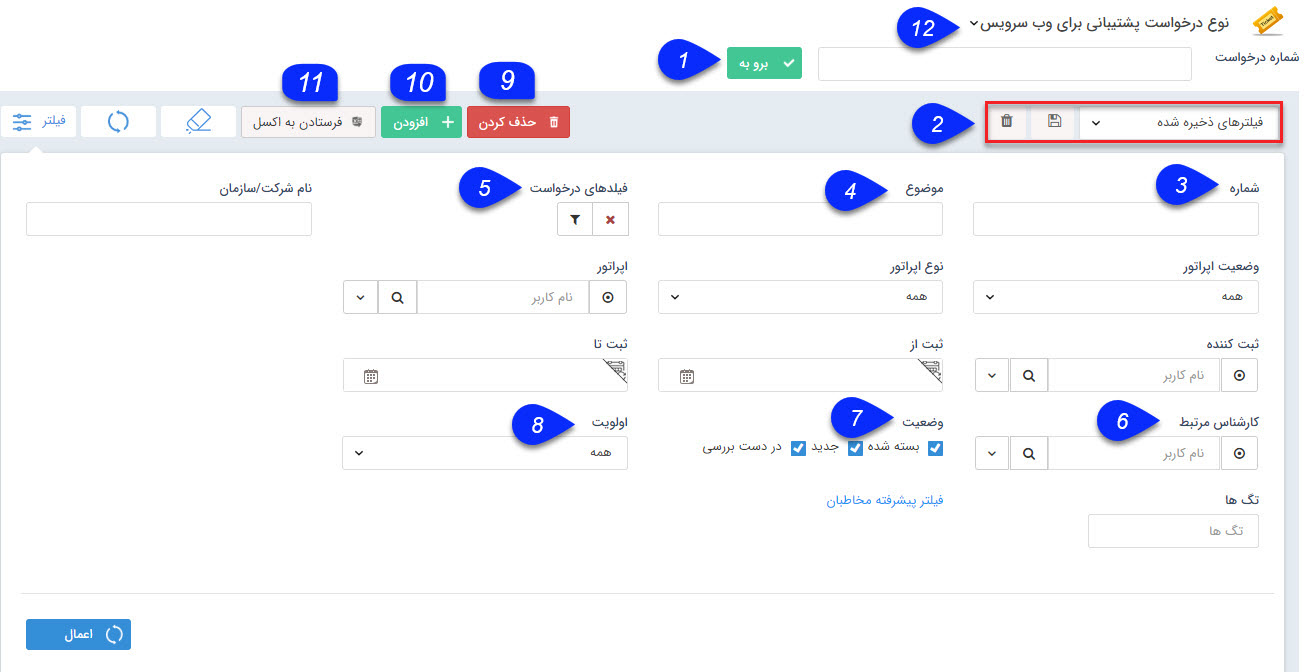 نوع درخواست پشتیبانی برای وب سرویس 12
Ticket
شماره درخواست برو به 1
فیلترهای ذخیره شده 2 9 حذف کردن 10 افزودن 11 فرستادن به اکسل فیلتر
شماره 3 موضوع 4 فیلدهای درخواست 5 نام شرکت/سازمان
وضعیت اپراتور نوع اپراتور اپراتور
همه همه نام کاربر
ثبت کننده ثبت از ثبت تا
نام کاربر
کارشناس مرتبط 6 وضعیت 7 اولویت 8
نام کاربر بسته شده جدید در دست بررسی همه
تگ ها فیلتر پیشرفته مخاطبان
تگ ها
اعمال